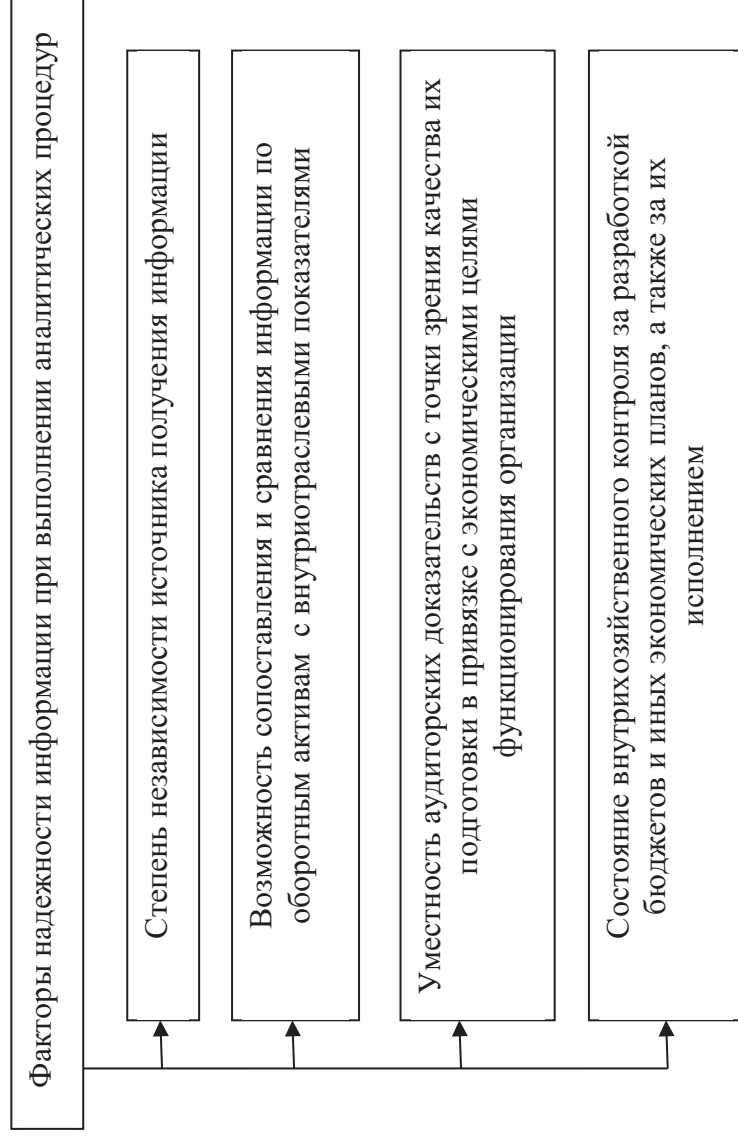 Факторы надежности информации при выполнении аналитических процедур
Степень независимости источника получения информации
Возможность сопоставления и сравнения информации по
оборотным активам с внутриотраслевыми показателями
Уместность аудиторских доказательств с точки зрения качества их
подготовки в привязке с экономическими целями
функционирования организации
Состояние внутрихозяйственного контроля за разработкой
бюджетов и иных экономических планов, а также за их
исполнением